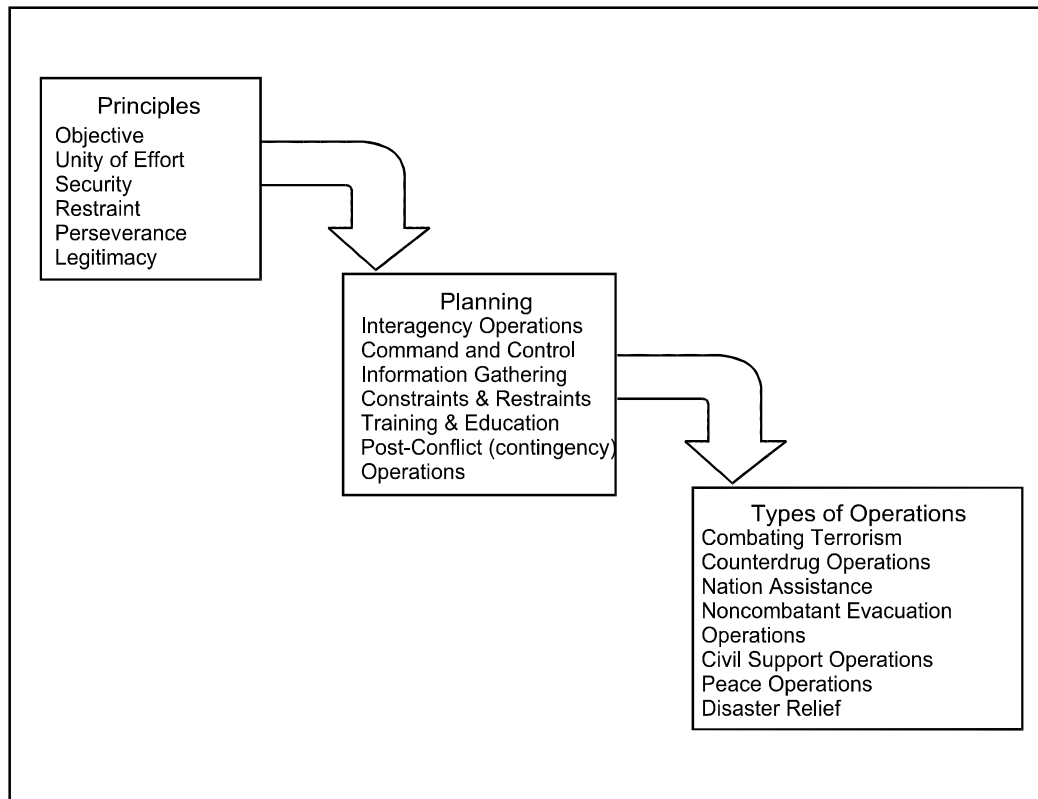 Principles
Objective
Unity of Effort
Security
Restraint
Perseverance
Legitimacy
Planning
Interagency Operations
Command and Control
Information Gathering
Constraints & Restraints
Training & Education
Post-Conflict (contingency)
Operations
Types of Operations
Combating Terrorism
Counterdrug Operations
Nation Assistance
Noncombatant Evacuation
Operations
Civil Support Operations
Peace Operations
Disaster Relief